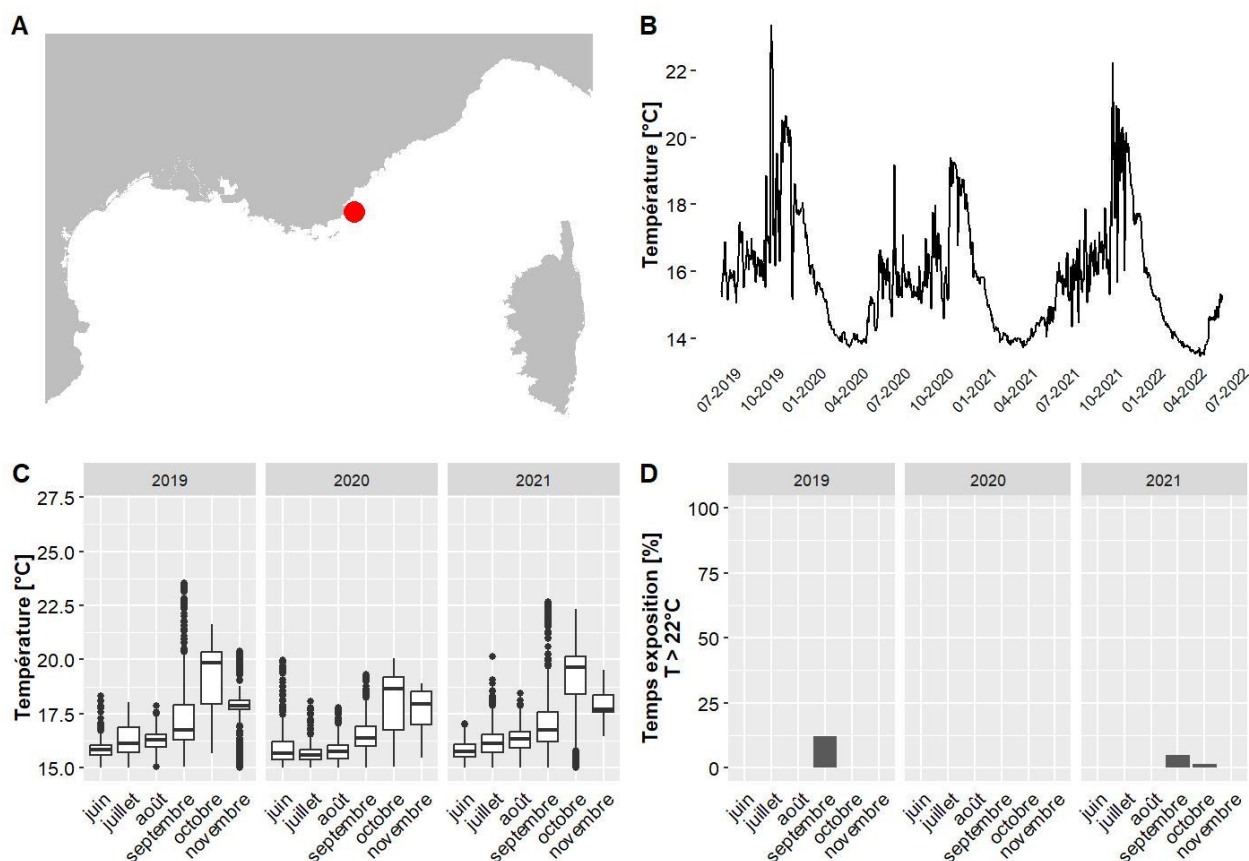 A
B
Température [°C]
22
20
18
16
14
07-2019
10-2019
01-2020
04-2020
07-2020
10-2020
01-2021
04-2021
07-2021
10-2021
01-2022
04-2022
07-2022
C
2019
2020
2021
Température [°C]
27.5
25.0
22.5
20.0
17.5
15.0
juin
juillet
août
septembre
octobre
novembre
juin
juillet
août
septembre
octobre
novembre
juin
juillet
août
septembre
octobre
novembre
D
2019
2020
2021
Temps exposition [%]
T > 22°C
100
75
50
25
0
juin
juillet
août
septembre
octobre
novembre
juin
juillet
août
septembre
octobre
novembre
juin
juillet
août
septembre
octobre
novembre